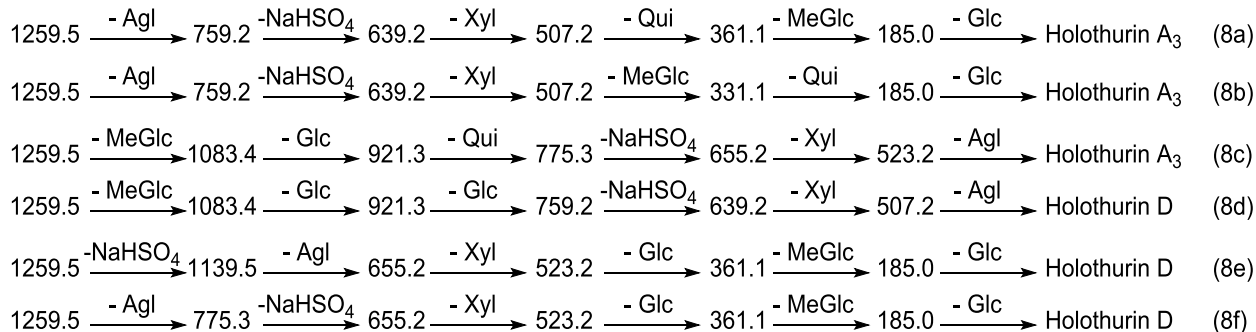 1259.5 - Agl 759.2 -NaHSO4 639.2 - Xyl 507.2 - Qui 361.1 - MeGlc 185.0 - Glc Holothurin A3 (8a)
1259.5 - Agl 759.2 -NaHSO4 639.2 - Xyl 507.2 - MeGlc 331.1 - Qui 185.0 - Glc Holothurin A3 (8b)
1259.5 - MeGlc 1083.4 - Glc 921.3 - Qui 775.3 -NaHSO4 655.2 - Xyl 523.2 - Agl Holothurin A3 (8c)
1259.5 - MeGlc 1083.4 - Glc 921.3 - Glc 759.2 -NaHSO4 639.2 - Xyl 507.2 - Agl Holothurin D (8d)
1259.5 -NaHSO4 1139.5 - Agl 655.2 - Xyl 523.2 - Glc 361.1 - MeGlc 185.0 - Glc Holothurin D (8e)
1259.5 - Agl 775.3 -NaHSO4 655.2 - Xyl 523.2 - Glc 361.1 - MeGlc 185.0 - Glc Holothurin D (8f)